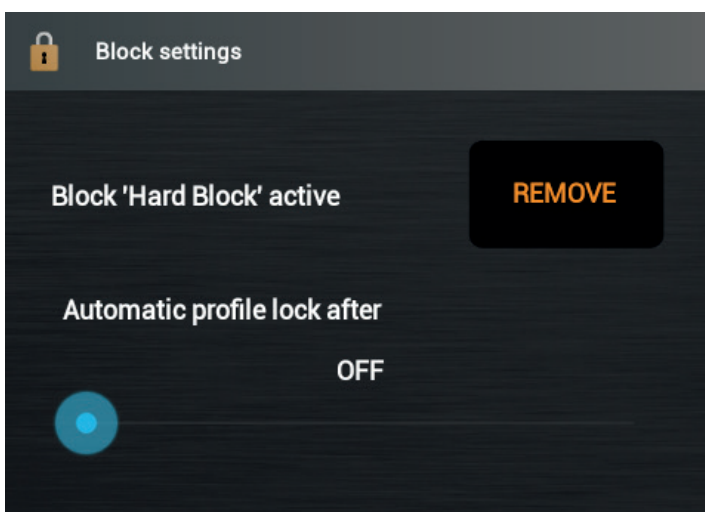 Block settings
Block 'Hard Block' active
REMOVE
Automatic profile lock after
OFF